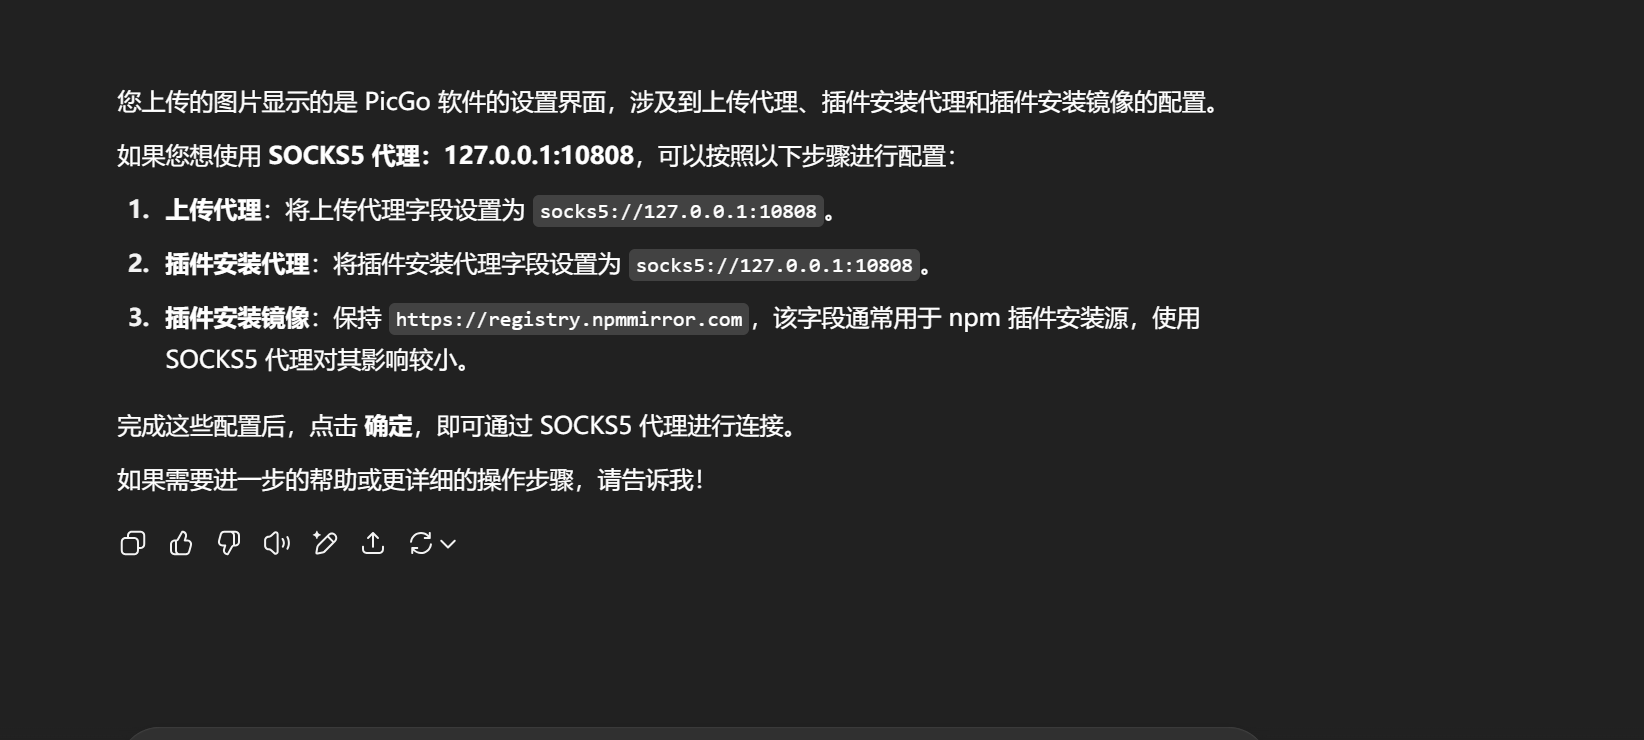 您上传的图片显示的是 PicGo 软件的设置界面，涉及到上传代理、插件安装代理和插件安装镜像的配置。
如果您想使用 SOCKS5 代理：127.0.0.1:10808，可以按照以下步骤进行配置：
1. 上传代理：将上传代理字段设置为 socks5://127.0.0.1:10808。
2. 插件安装代理：将插件安装代理字段设置为 socks5://127.0.0.1:10808。
3. 插件安装镜像：保持 https://registry.npmmirror.com，该字段通常用于 npm 插件安装源，使用
SOCKS5 代理对其影响较小。
完成这些配置后，点击 确定，即可通过 SOCKS5 代理进行连接。
如果需要进一步的帮助或更详细的操作步骤，请告诉我！